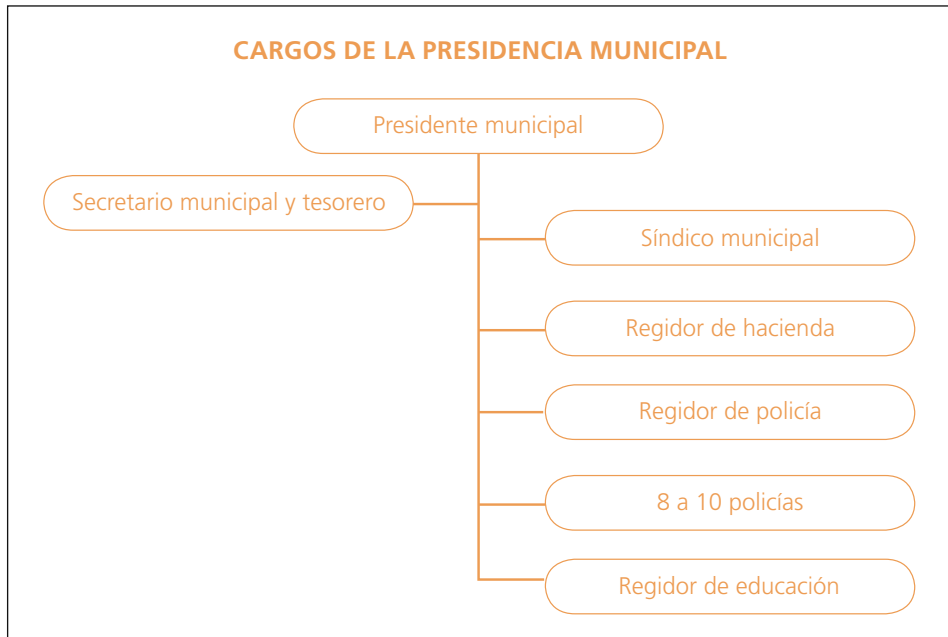 CARGOS DE LA PRESIDENCIA MUNICIPAL
Presidente municipal
Secretario municipal y tesorero
Síndico municipal
Regidor de hacienda
Regidor de policía
8 a 10 policías
Regidor de educación